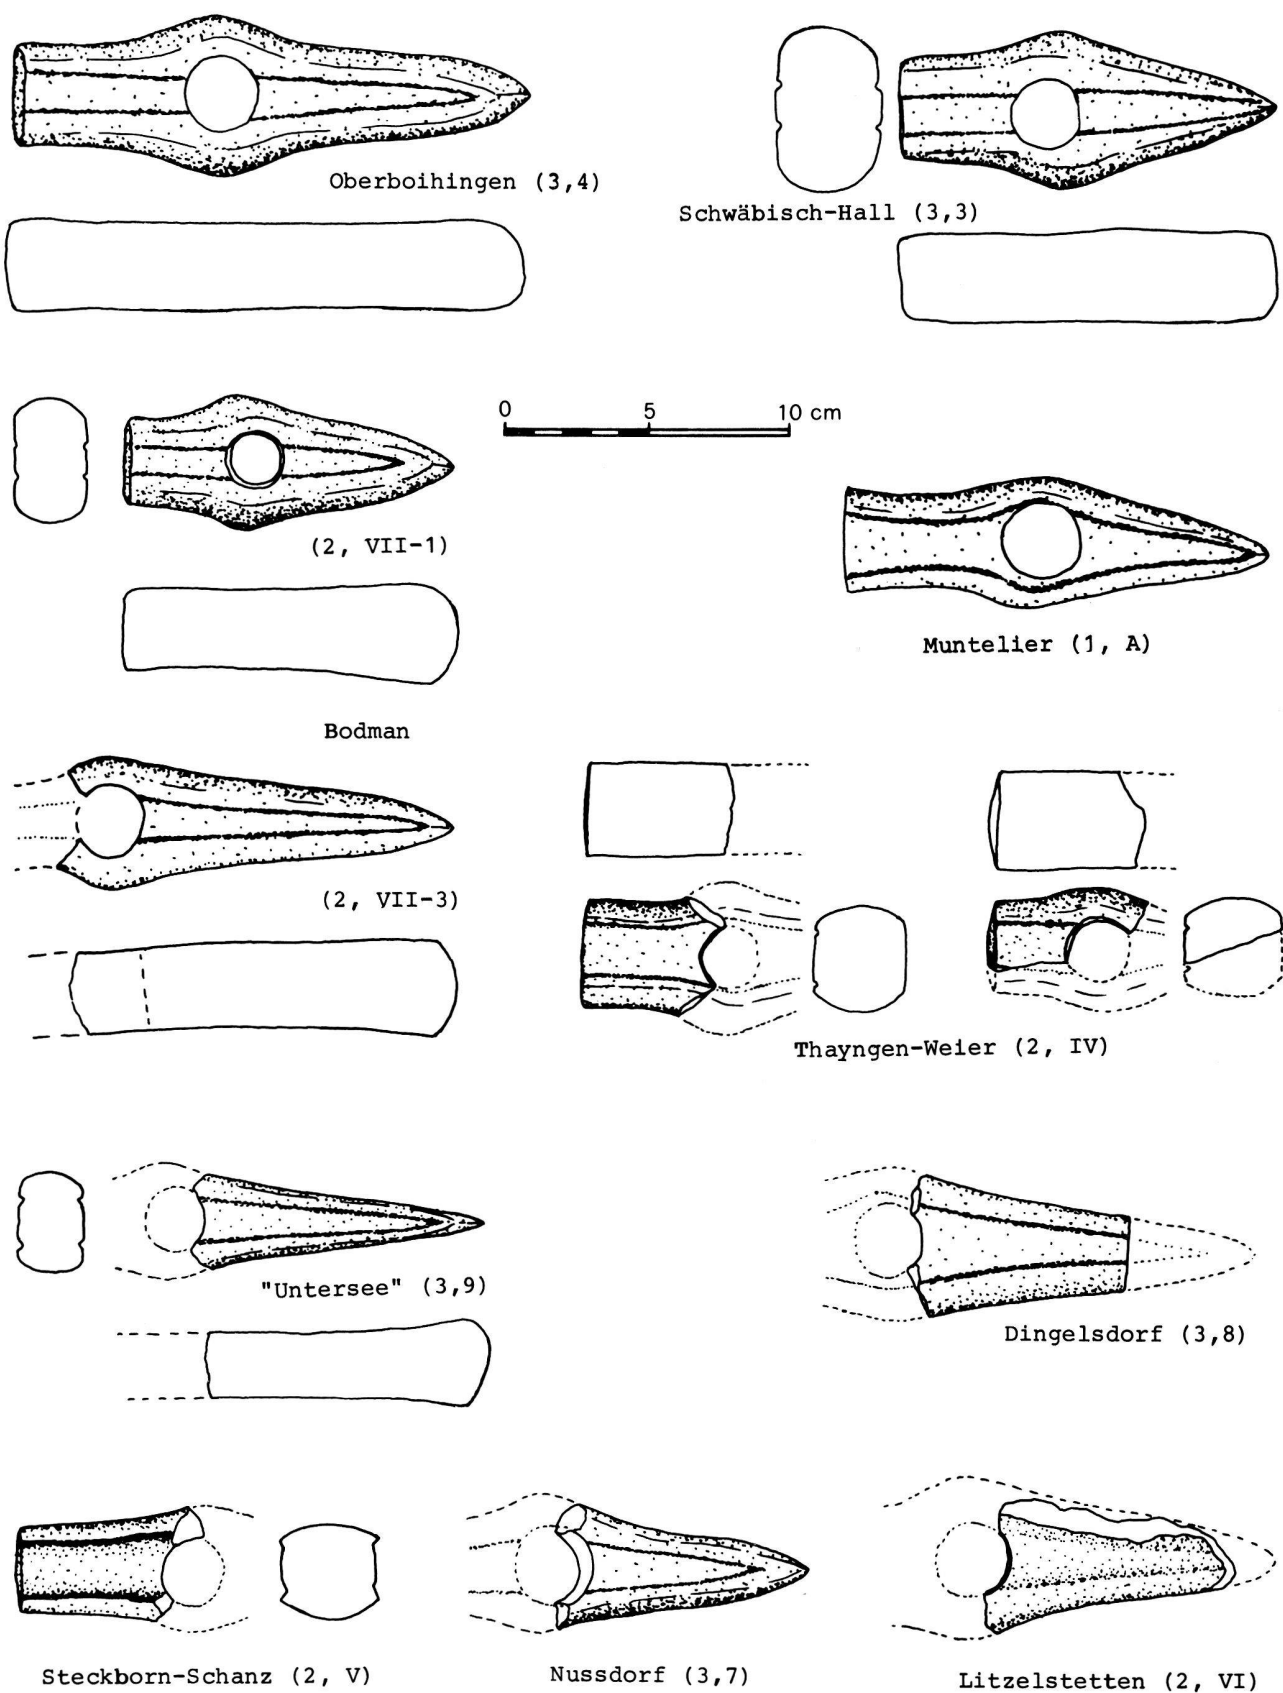 Oberboihingen (3,4)
Schwäbisch-Hall (3,3)
0 5 10 cm
(2, VII-1)
Muntelier (1, A)
Bodman
(2, VII-3)
Thayngen-Weier (2, IV)
"Untersee" (3,9)
Dingelsdorf (3,8)
Steckborn-Schanz (2, V)
Nussdorf (3,7)
Litzelstetten (2, VI)